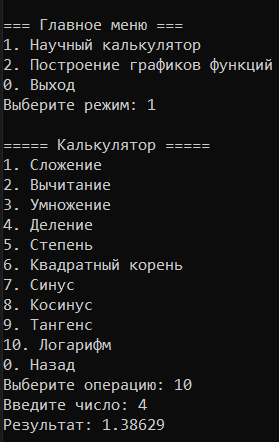 === Главное меню ===
1. Научный калькулятор
2. Построение графиков функций
0. Выход
Выберите режим: 1
===== Калькулятор =====
1. Сложение
2. Вычитание
3. Умножение
4. Деление
5. Степень
6. Квадратный корень
7. Синус
8. Косинус
9. Тангенс
10. Логарифм
0. Назад
Выберите операцию: 10
Введите число: 4
Результат: 1.38629